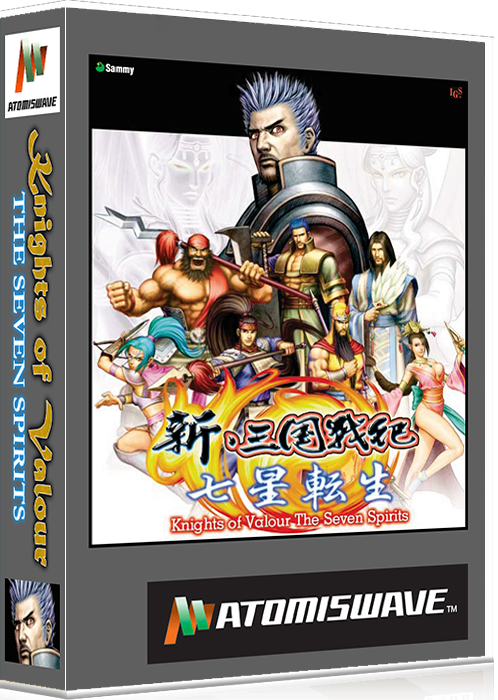 ATOMISWAVE
Knights of Valour
THE SEVEN SPIRITS
Sammy
IGS
新・三国戦紀
七星転生
Knights of Valour The Seven Spirits
ATOMISWAVE™